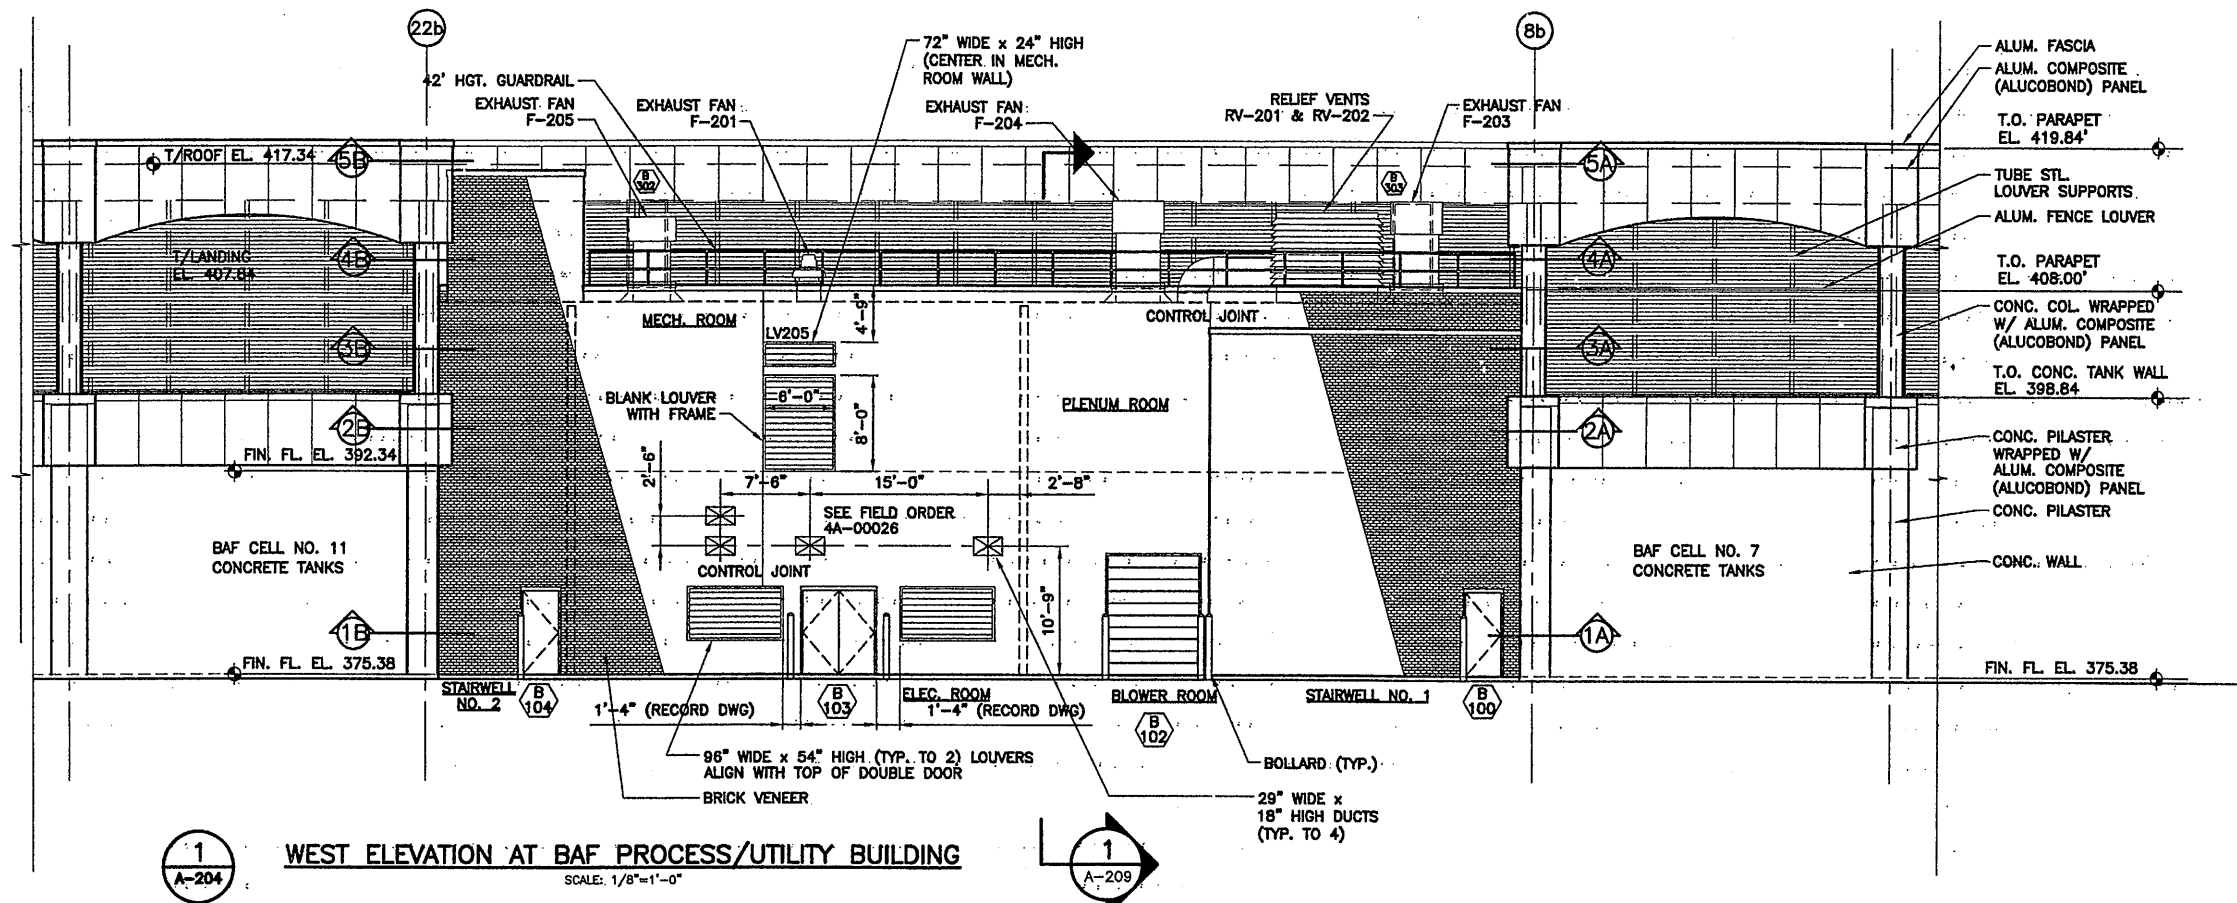 22b
8b
72" WIDE x 24" HIGH
(CENTER IN MECH.
ROOM WALL)
42' HGT. GUARDRAIL
EXHAUST FAN
F-205
EXHAUST FAN
F-201
EXHAUST FAN
F-204
RELIEF VENTS
RV-201 & RV-202
EXHAUST FAN
F-203
ALUM. FASCIA
ALUM. COMPOSITE
(ALUCOBOND) PANEL
T.O. PARAPET
EL. 419.84'
T/ROOF EL. 417.34
5B
B
302
B
303
5A
TUBE STL.
LOUVER SUPPORTS
ALUM. FENCE LOUVER
T/LANDING
EL. 407.84
4B
4A
T.O. PARAPET
EL. 408.00'
MECH. ROOM
4'-9"
CONTROL JOINT
CONC. COL. WRAPPED
W/ ALUM. COMPOSITE
(ALUCOBOND) PANEL
LV205
3B
3A
T.O. CONC. TANK WALL
EL. 398.84
BLANK LOUVER
WITH FRAME
6'-0"
8'-0"
PLENUM ROOM
2B
2A
FIN. FL. EL. 392.34
CONC. PILASTER
WRAPPED W/
ALUM. COMPOSITE
(ALUCOBOND) PANEL
2'-6"
7'-6"
15'-0"
2'-8"
SEE FIELD ORDER
4A-00026
CONC. PILASTER
BAF CELL NO. 11
CONCRETE TANKS
BAF CELL NO. 7
CONCRETE TANKS
CONC. WALL
CONTROL JOINT
10'-9"
1B
1A
FIN. FL. EL. 375.38
FIN. FL. EL. 375.38
STAIRWELL
NO. 2
B
104
B
103
ELEC. ROOM
BLOWER ROOM
B
102
STAIRWELL NO. 1
B
100
1'-4" (RECORD DWG)
1'-4" (RECORD DWG)
96" WIDE x 54" HIGH (TYP. TO 2) LOUVERS
ALIGN WITH TOP OF DOUBLE DOOR
BRICK VENEER
BOLLARD (TYP.)
29" WIDE x
18" HIGH DUCTS
(TYP. TO 4)
1
A-204
WEST ELEVATION AT BAF PROCESS/UTILITY BUILDING
SCALE: 1/8"=1'-0"
1
A-209